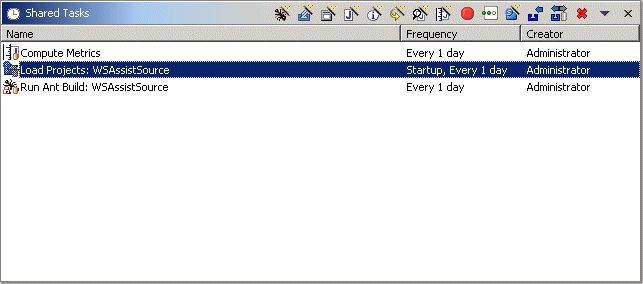 Shared Tasks
Name Frequency Creator
Compute Metrics Every 1 day Administrator
Load Projects: WSAssistSource Startup, Every 1 day Administrator
Run Ant Build: WSAssistSource Every 1 day Administrator